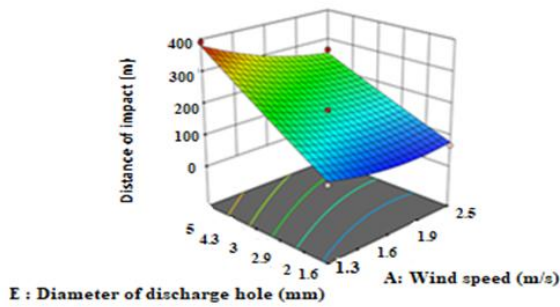 400
300
200
100
0
Distance of impact (m)
5 4.3 3 2.9 2 1.6
1.3 1.6 1.9 2.5
E : Diameter of discharge hole (mm)
A: Wind speed (m/s)